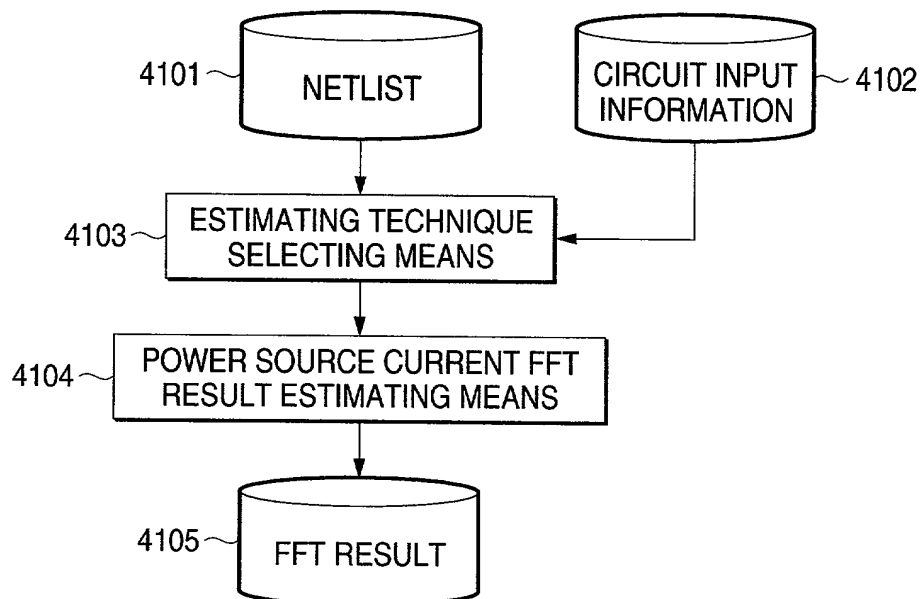 4101
NETLIST
CIRCUIT INPUT
INFORMATION
4102
4103
ESTIMATING TECHNIQUE
SELECTING MEANS
4104
POWER SOURCE CURRENT FFT
RESULT ESTIMATING MEANS
4105
FFT RESULT